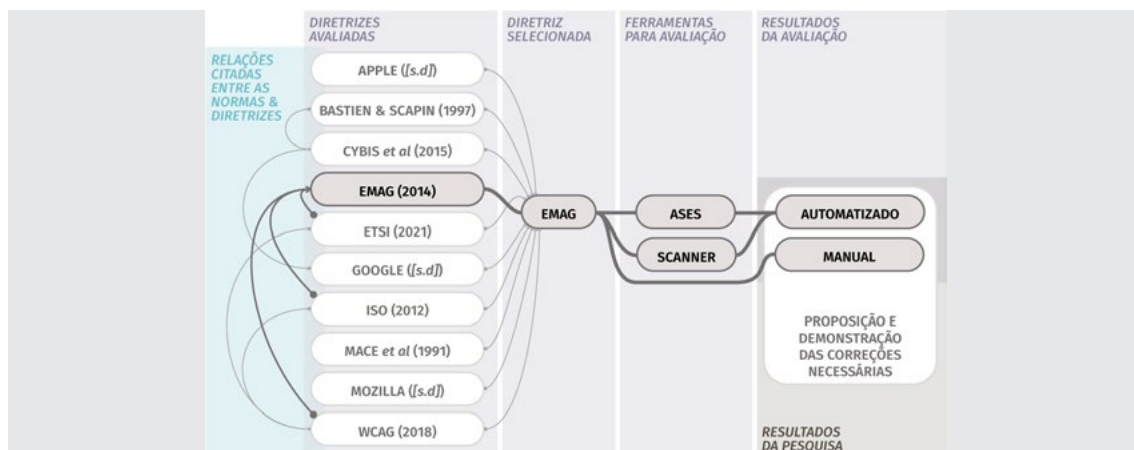 DIRETRIZES
AVALIADAS
DIRETRIZ
SELECIONADA
FERRAMENTAS
PARA AVALIAÇÃO
RESULTADOS
DA AVALIAÇÃO
RELAÇÕES
CITADAS
ENTRE AS
NORMAS &
DIRETRIZES
APPLE ([s.d])
BASTIEN & SCAPIN (1997)
CYBIS et al (2015)
EMAG (2014)
ETSI (2021)
GOOGLE ([s.d])
ISO (2012)
MACE et al (1991)
MOZILLA ([s.d])
WCAG (2018)
EMAG
ASES
SCANNER
AUTOMATIZADO
MANUAL
PROPOSIÇÃO E
DEMONSTRAÇÃO
DAS CORREÇÕES
NECESSÁRIAS
RESULTADOS
DA PESQUISA